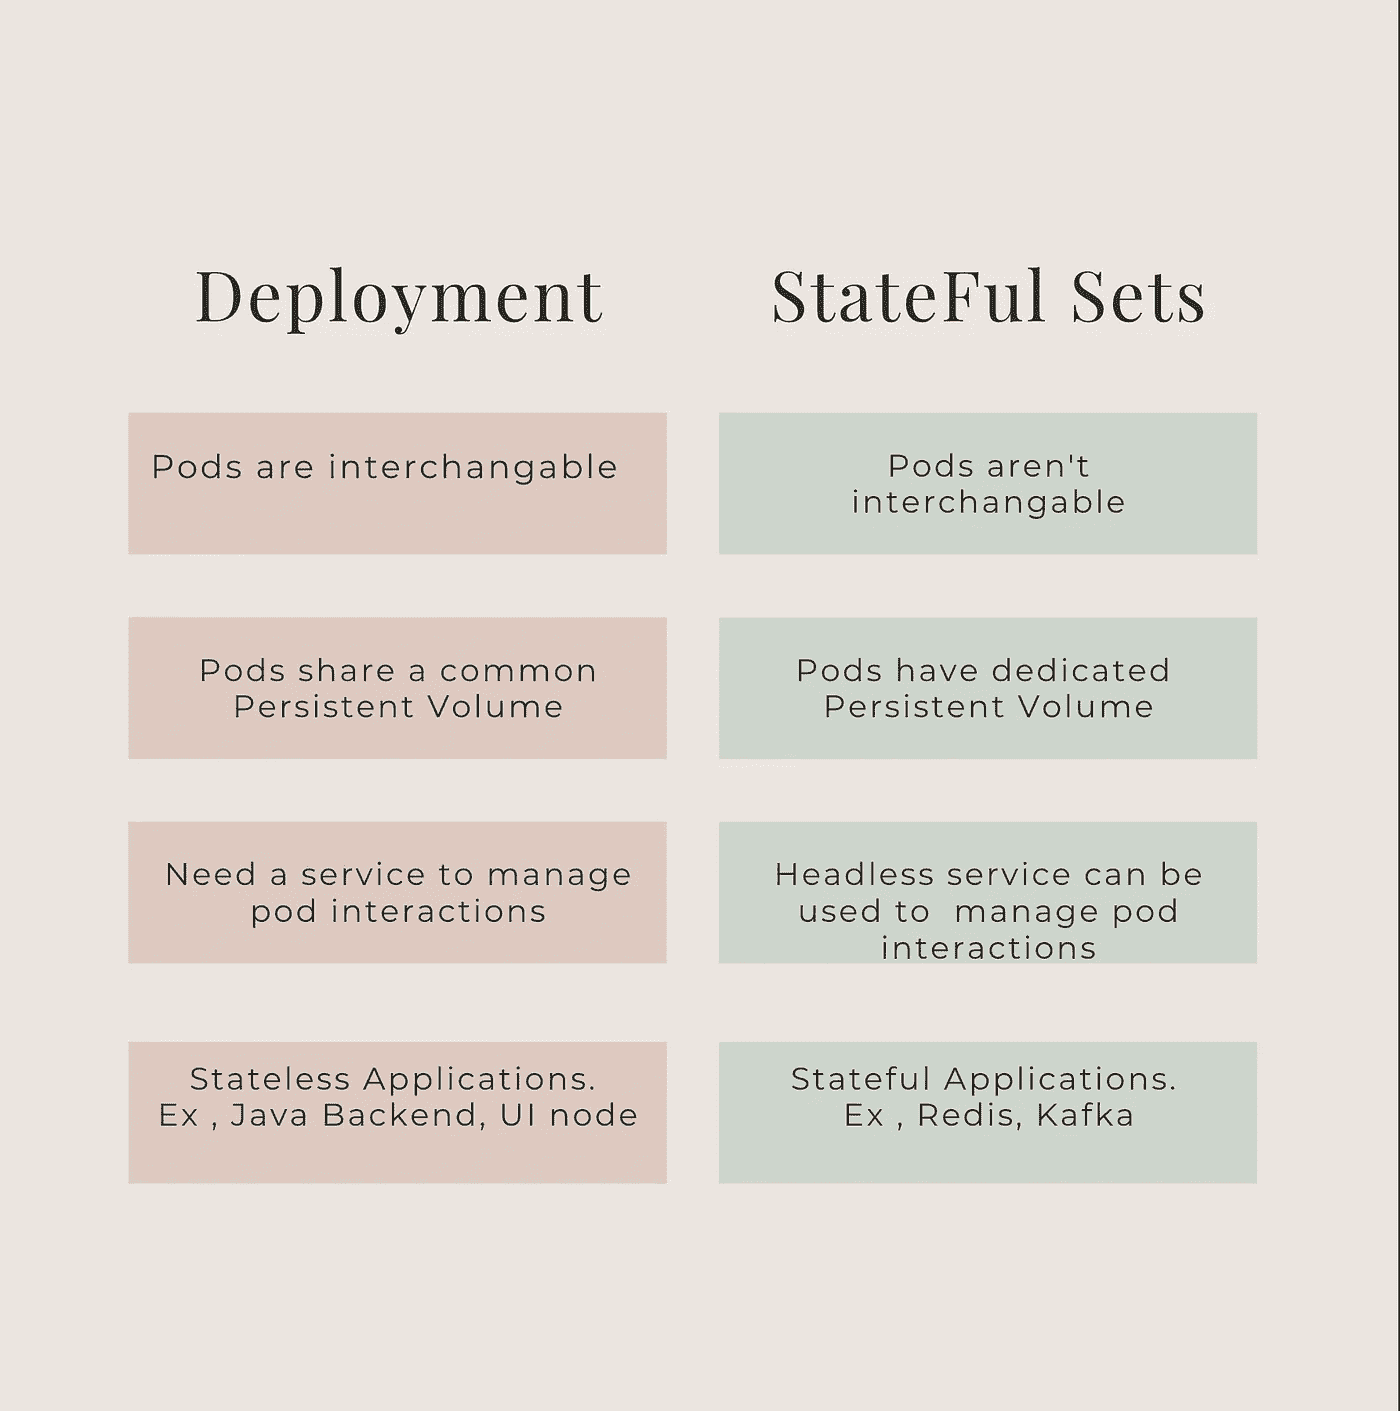 Deployment
StateFul Sets
Pods are interchangable
Pods aren't
interchangable
Pods share a common
Persistent Volume
Pods have dedicated
Persistent Volume
Need a service to manage
pod interactions
Headless service can be
used to  manage pod
interactions
Stateless Applications.
Ex , Java Backend, UI node
Stateful Applications.
Ex , Redis, Kafka